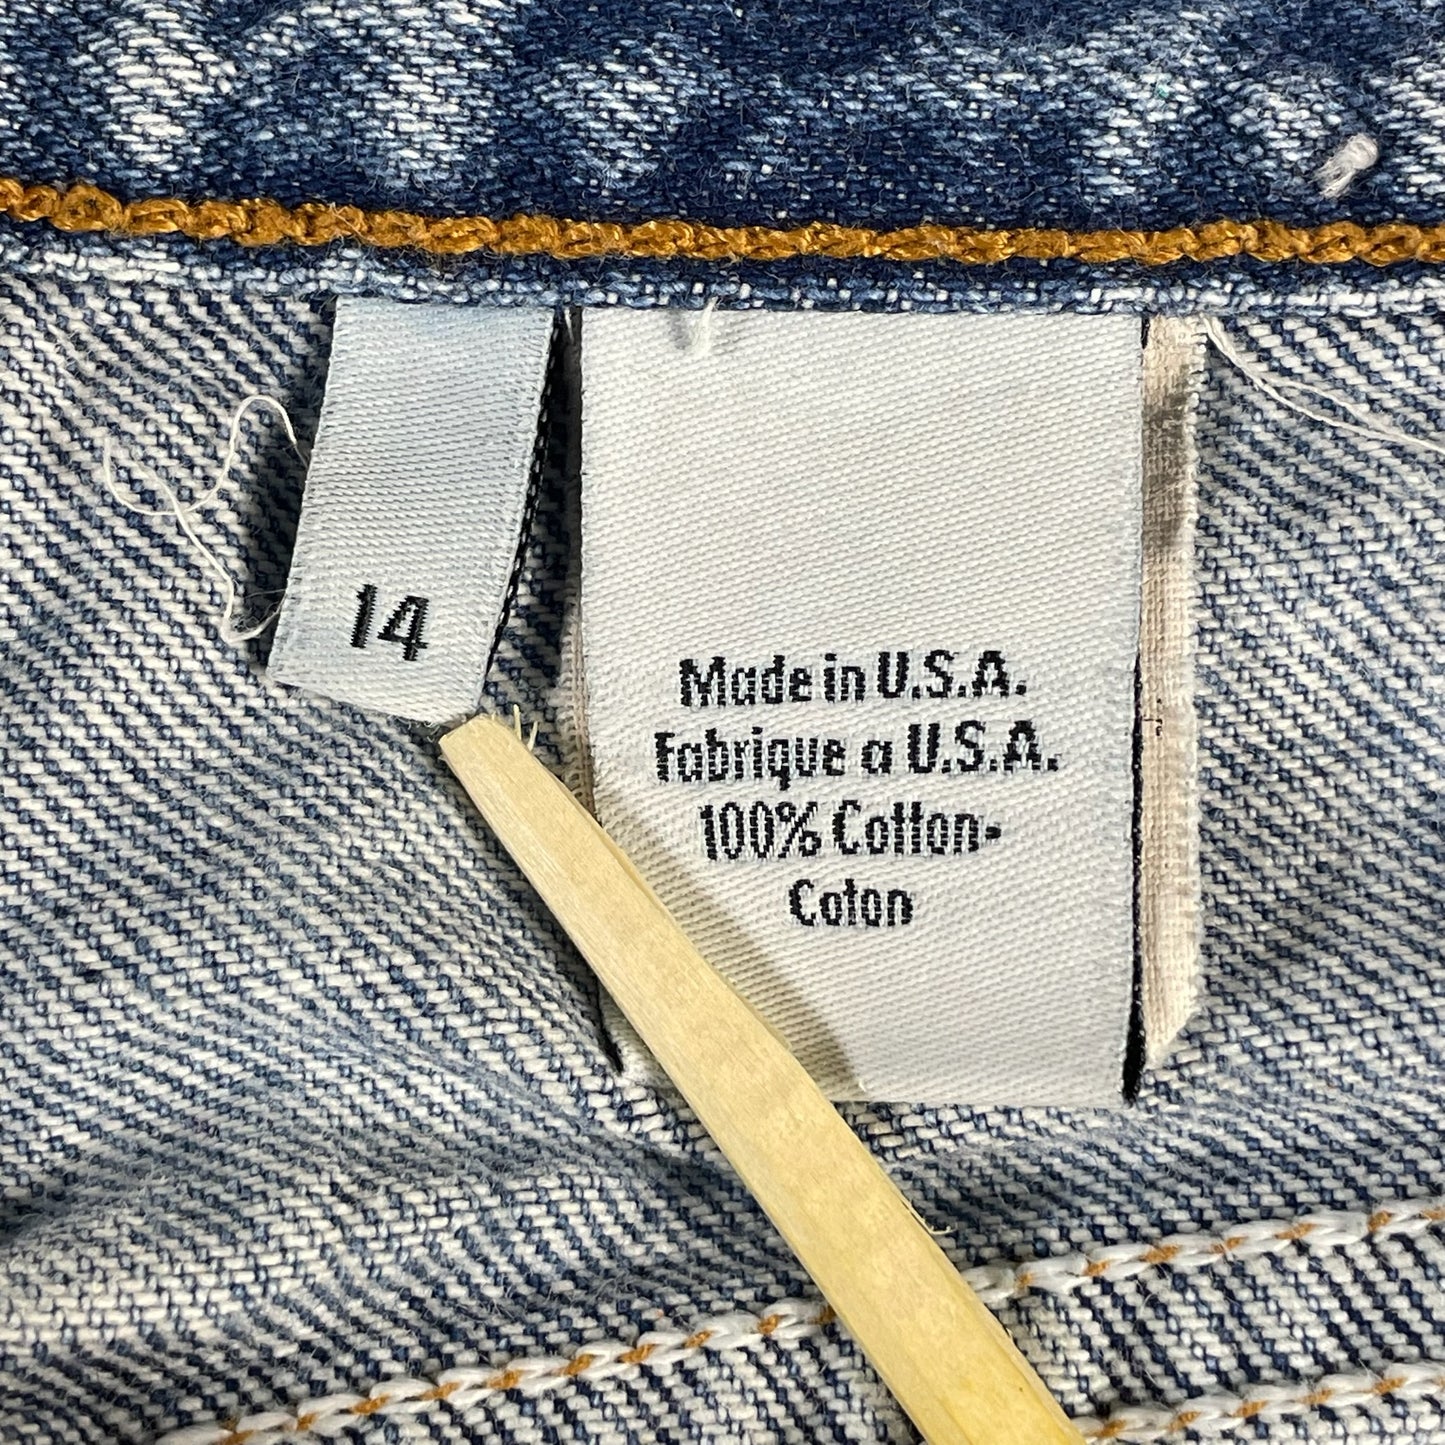 14
Made in U.S.A.
Fabrique a U.S.A.
100% Cotton-
Coton